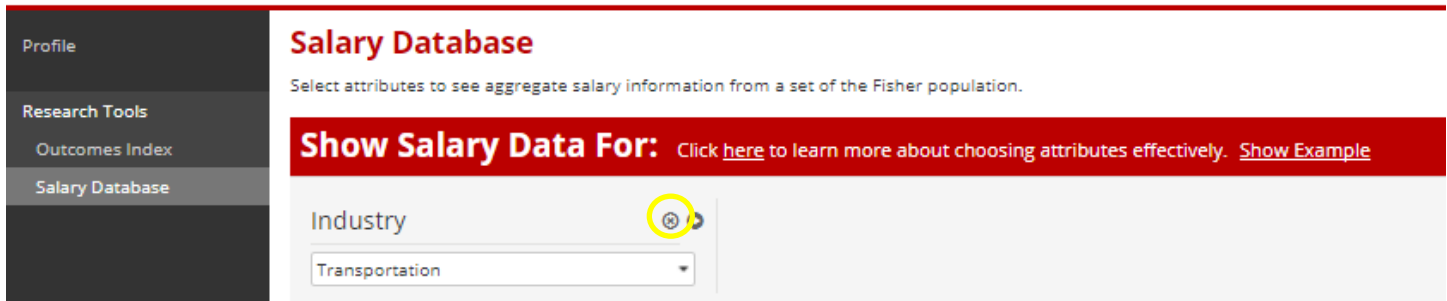 Profile
Research Tools
Outcomes Index
Salary Database
Salary Database
Select attributes to see aggregate salary information from a set of the Fisher population.
Show Salary Data For: Click here to learn more about choosing attributes effectively. Show Example
Industry
Transportation